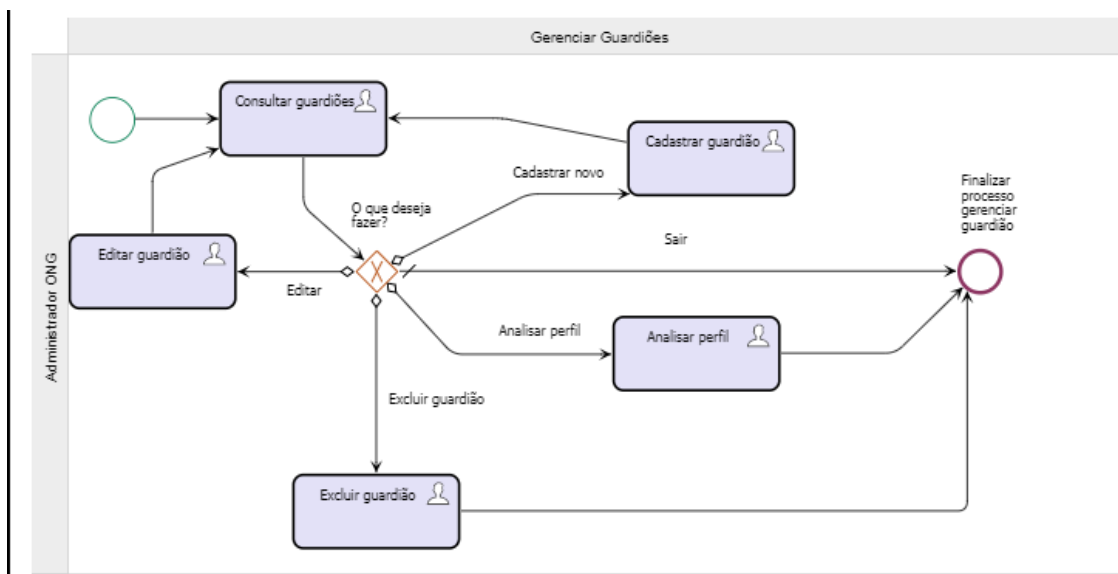 Gerenciar Guardiões
Administrador ONG
Consultar guardiões
Cadastrar guardião
Cadastrar novo
Finalizar
processo
gerenciar
guardião
O que deseja
fazer?
Sair
Editar guardião
Editar
X
Analisar perfil
Analisar perfil
Excluir guardião
Excluir guardião